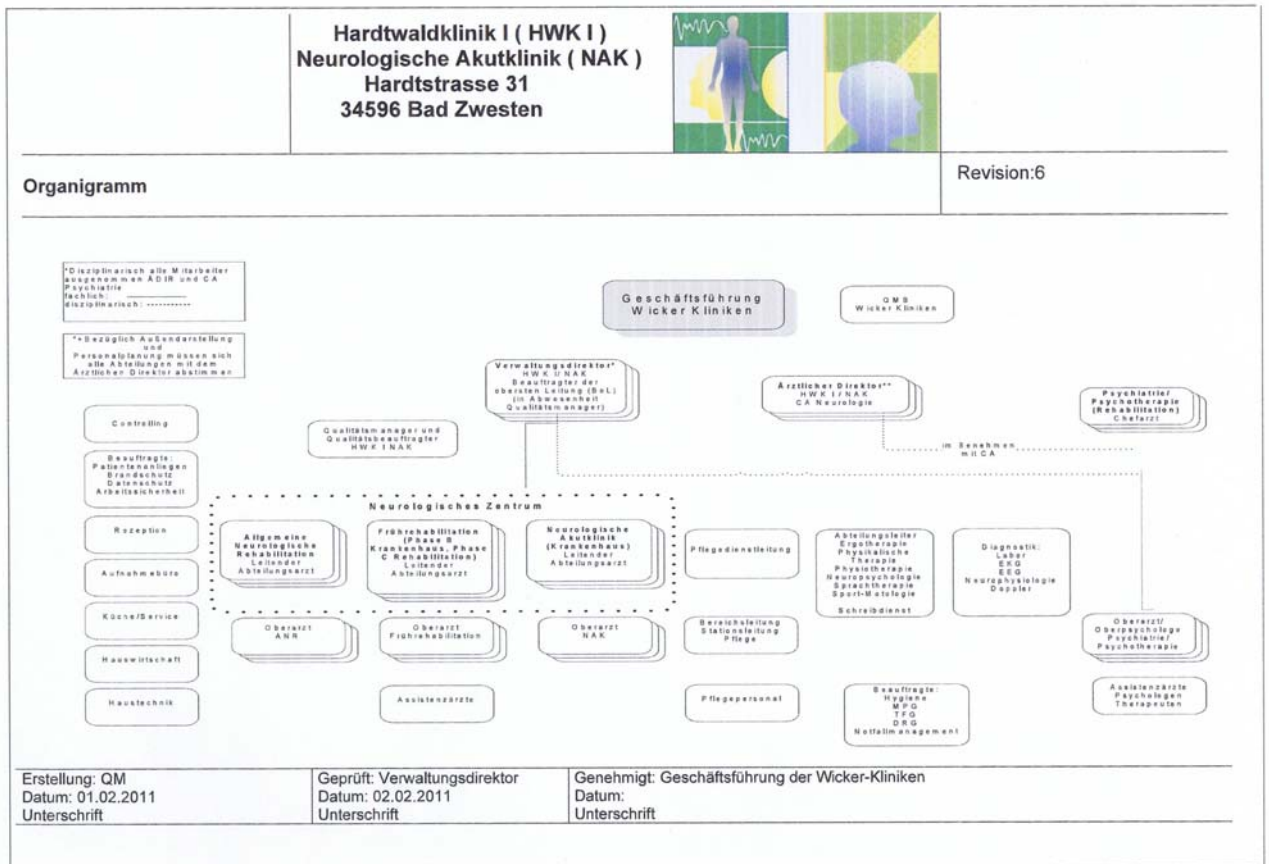 Hardtwaldklinik I ( HWK I )
Neurologische Akutklinik ( NAK )
Hardtstrasse 31
34596 Bad Zwesten
Organigramm
Revision:6
*Disziplinarisch alle Mitarbeiter
ausgenommen ÄDIR und CA
Psychiatrie
fachlich:
disziplinarisch: -----------
**Bezüglich Außendarstellung
und
Personalplanung müssen sich
alle Abteilungen mit dem
Ärztlichen Direktor abstimmen
Geschäftsführung
Wicker Kliniken
QMB
Wicker Kliniken
Verwaltungsdirektor*
HWK I/ NAK
Beauftragter der
obersten Leitung (BoL)
(in Abwesenheit
Qualitätsmanager)
Ärztlicher Direktor**
HWK I / NAK
CA Neurologie
Psychiatrie/
Psychotherapie
(Rehabilitation)
Chefarzt
Controlling
Qualitätsmanager und
Qualitätsbeauftragter
HWK I NAK
im Benehmen
mit CA
Beauftragte:
Patientenanliegen
Brandschutz
Datenschutz
Arbeitssicherheit
Neurologisches Zentrum
Rezeption
Allgemeine
Neurologische
Rehabilitation
Leitender
Abteilungsarzt
Frührehabilitation
(Phase B
Krankenhaus, Phase
C Rehabilitation)
Leitender
Abteilungsarzt
Neurologische
Akutklinik
(Krankenhaus)
Leitender
Abteilungsarzt
Pflegedienstleitung
Abteilungsleiter
Ergotherapie
Physikalische
Therapie
Physiotherapie
Neuropsychologie
Sprachtherapie
Sport-Motologie
Schreibdienst
Diagnostik:
Labor
EKG
EEG
Neurophysiologie
Doppler
Aufnahmebüro
Küche/Service
Oberarzt
ANR
Oberarzt
Frührehabilitation
Oberarzt
NAK
Bereichsleitung
Stationsleitung
Pflege
Oberarzt/
Oberpsychologe
Psychiatrie/
Psychotherapie
Hauswirtschaft
Haustechnik
Assistenzärzte
Pflegepersonal
Beauftragte:
Hygiene
MPG
TFG
DRG
Notfallmanagement
Assistenzärzte
Psychologen
Therapeuten
Erstellung: QM
Datum: 01.02.2011
Unterschrift
Geprüft: Verwaltungsdirektor
Datum: 02.02.2011
Unterschrift
Genehmigt: Geschäftsführung der Wicker-Kliniken
Datum:
Unterschrift